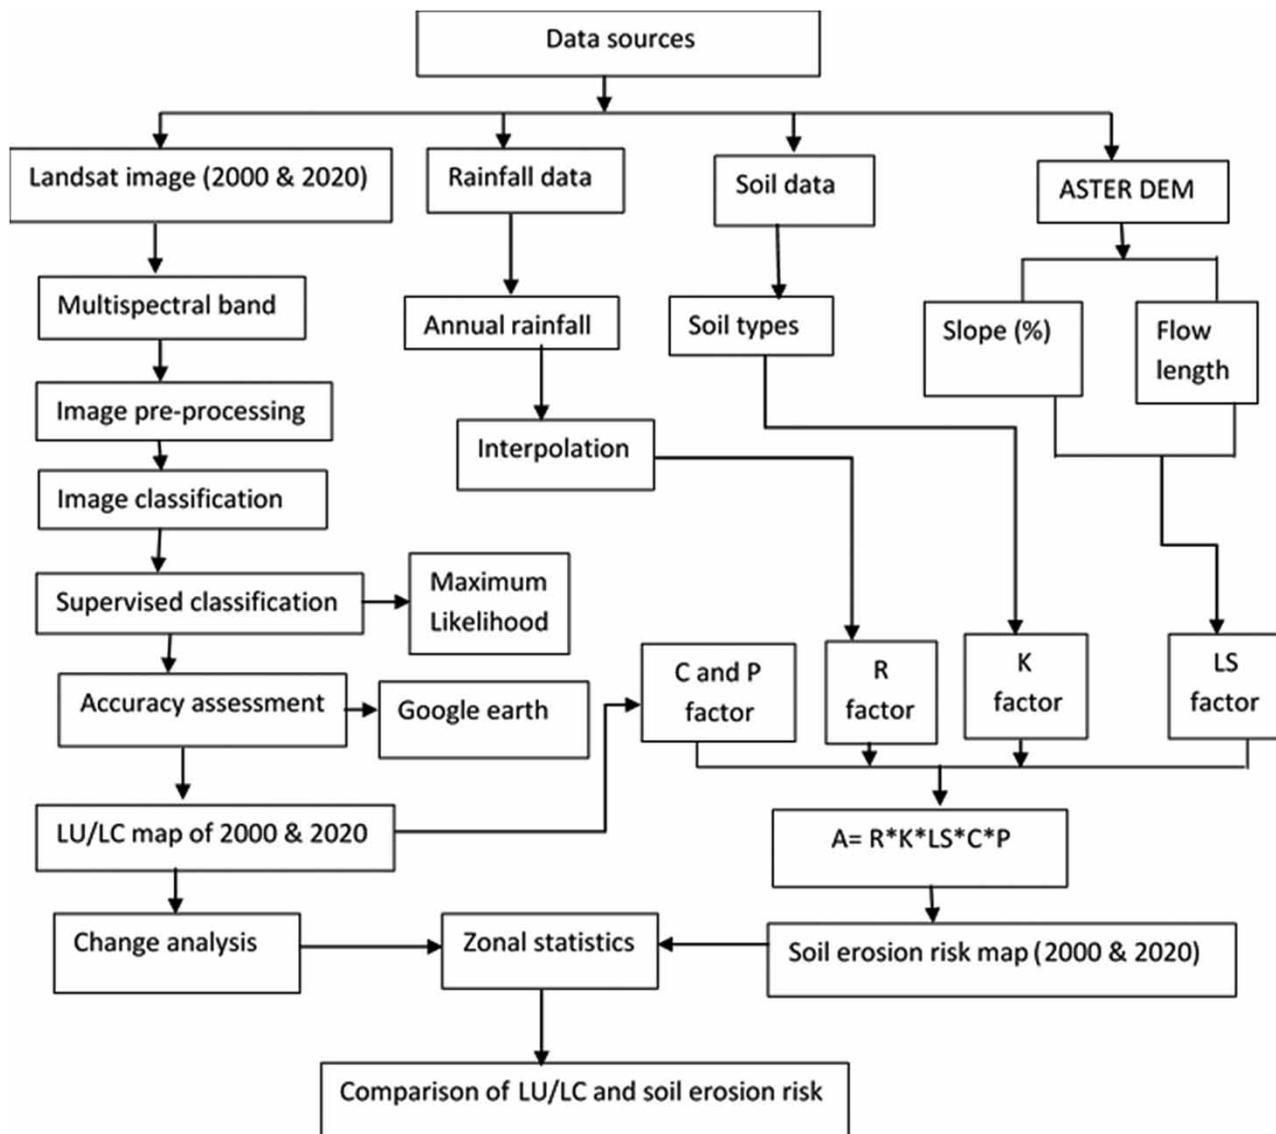 Data sources
Landsat image (2000 & 2020)
Rainfall data
Soil data
ASTER DEM
Multispectral band
Annual rainfall
Soil types
Slope (%)
Flow
length
Image pre-processing
Interpolation
Image classification
Supervised classification
Maximum
Likelihood
Accuracy assessment
Google earth
C and P
factor
R
factor
K
factor
LS
factor
LU/LC map of 2000 & 2020
A= R*K*LS*C*P
Change analysis
Zonal statistics
Soil erosion risk map (2000 & 2020)
Comparison of LU/LC and soil erosion risk